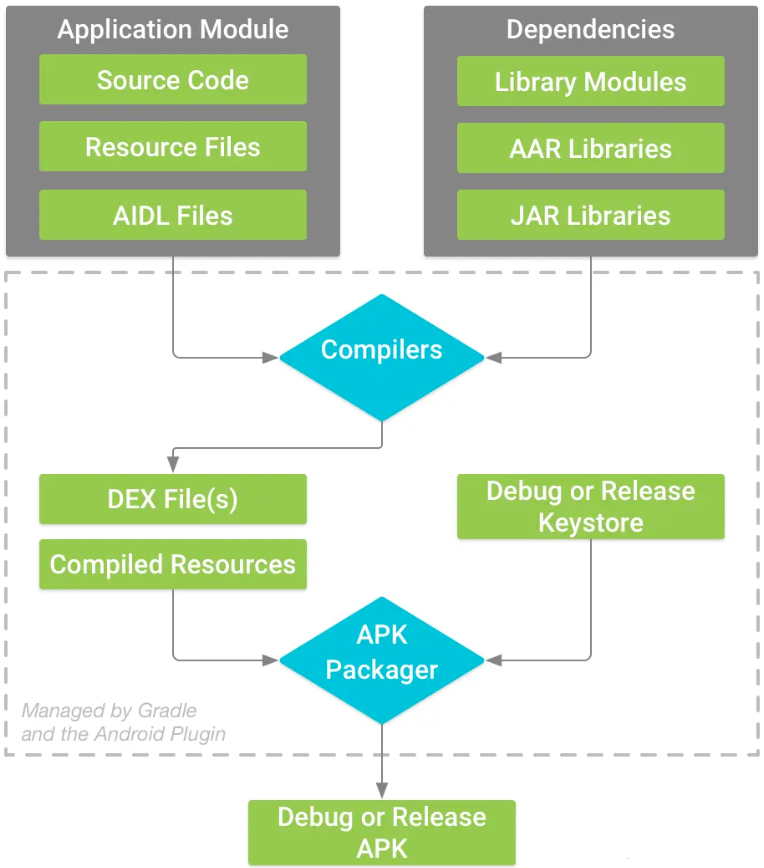 Application Module
Source Code
Resource Files
AIDL Files
Dependencies
Library Modules
AAR Libraries
JAR Libraries
Compilers
DEX File(s)
Compiled Resources
Debug or Release
Keystore
APK
Packager
Managed by Gradle
and the Android Plugin
Debug or Release
APK